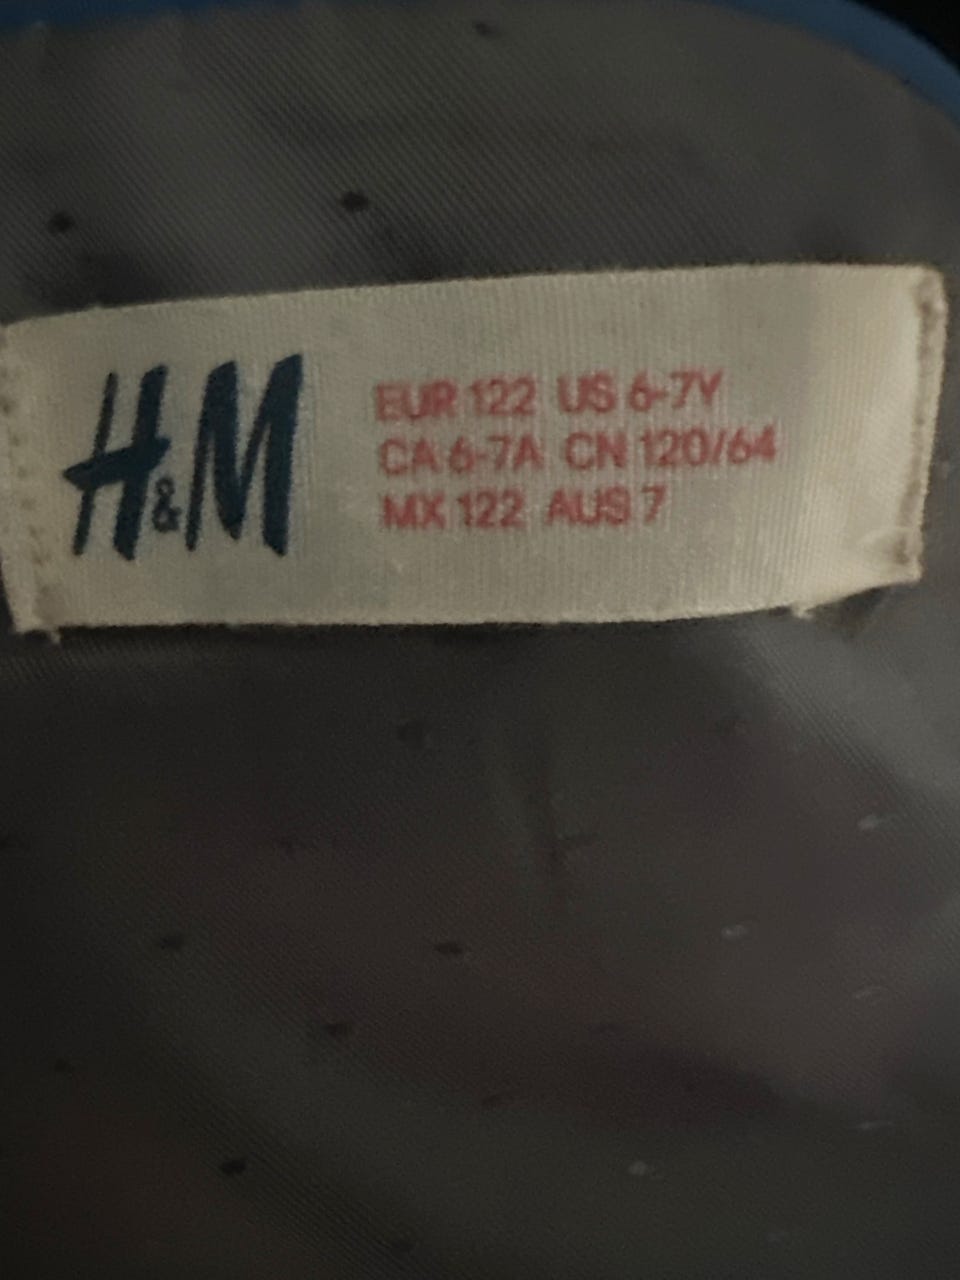 H&M
EUR 122 US 6-7Y
CA 6-7A CN 120/64
MX 122 AUS 7